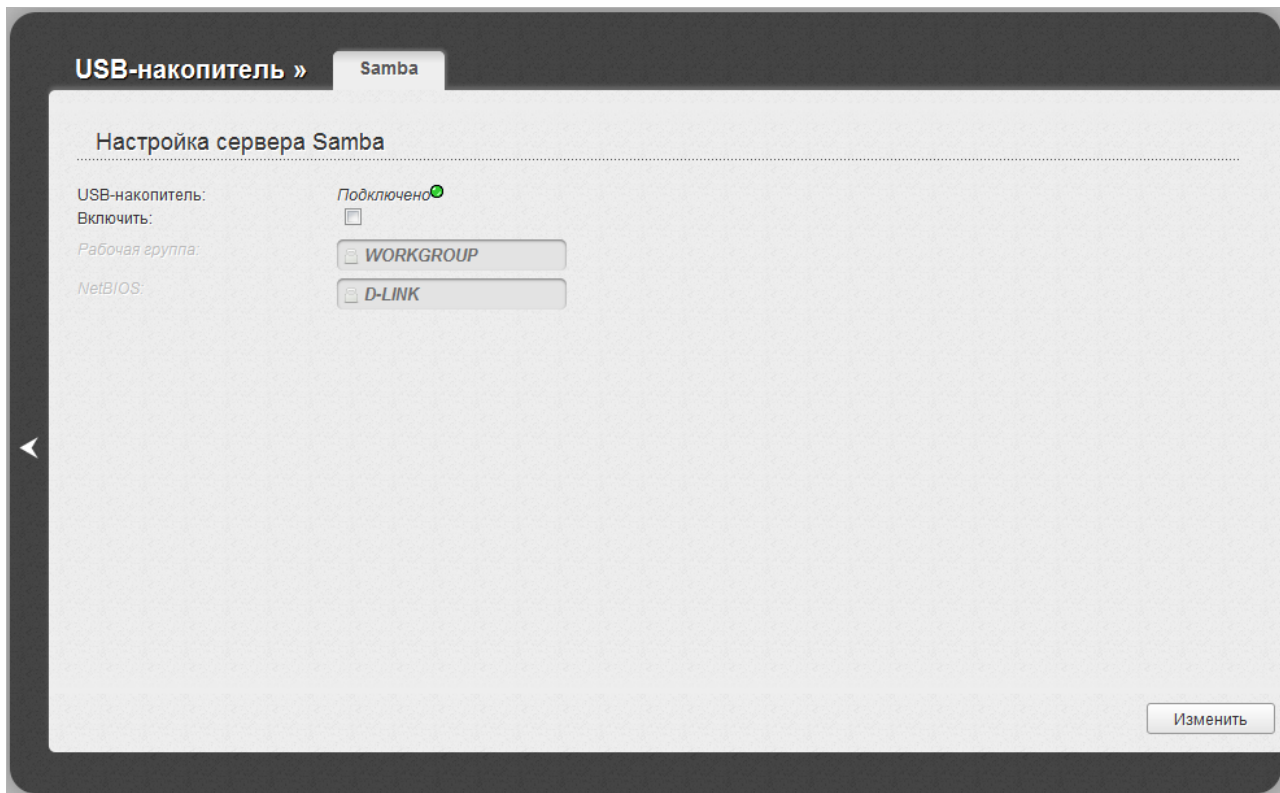 USB-накопитель » Samba
Настройка сервера Samba
USB-накопитель: Подключено
Включить:
Рабочая группа: WORKGROUP
NetBIOS: D-LINK
Изменить